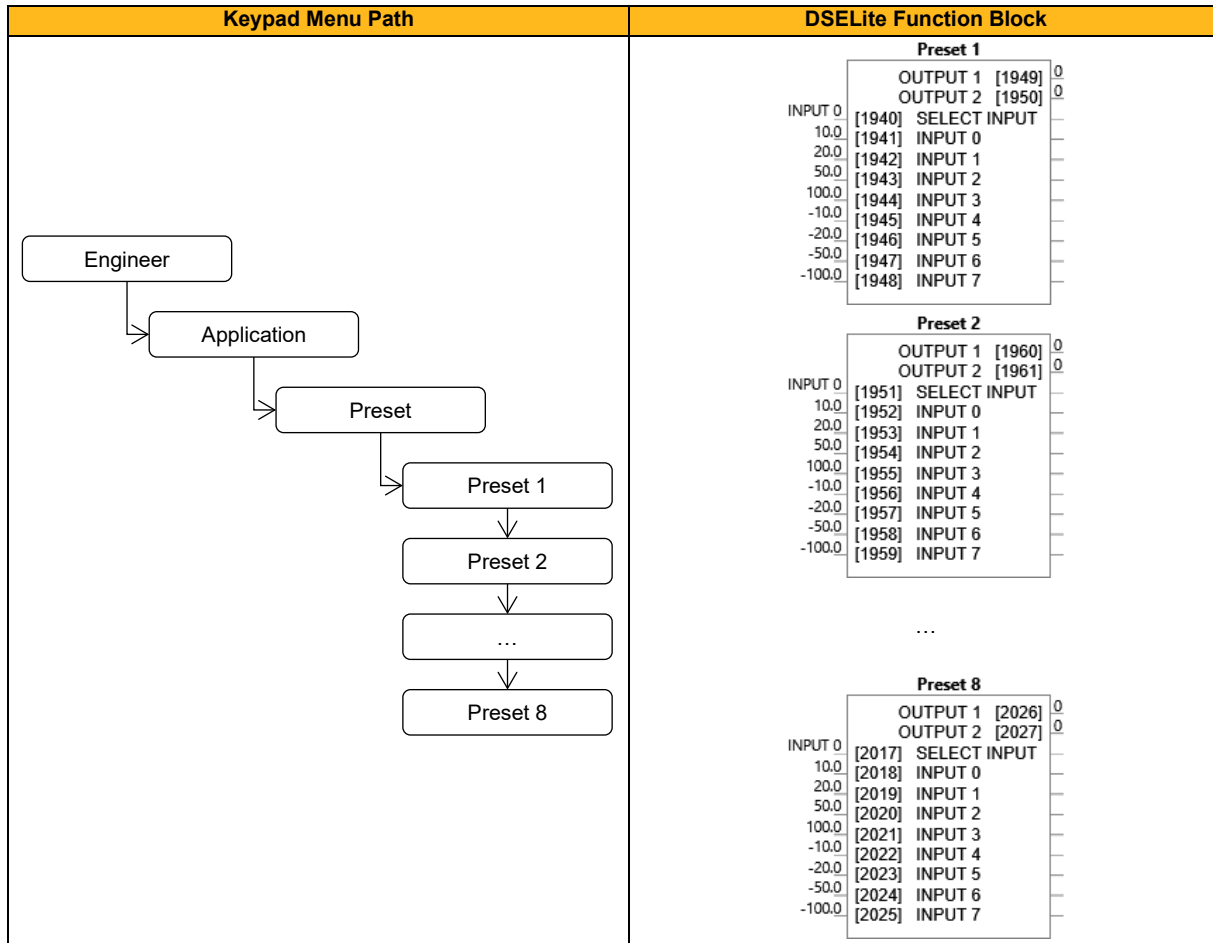 Keypad Menu Path
DSELite Function Block
Engineer
Application
Preset
Preset 1
Preset 2
…
Preset 8
Preset 1
OUTPUT 1 [1949] 0
OUTPUT 2 [1950] 0
INPUT 0 [1940] SELECT INPUT
10.0 [1941] INPUT 0
20.0 [1942] INPUT 1
50.0 [1943] INPUT 2
100.0 [1944] INPUT 3
-10.0 [1945] INPUT 4
-20.0 [1946] INPUT 5
-50.0 [1947] INPUT 6
-100.0 [1948] INPUT 7
Preset 2
OUTPUT 1 [1960] 0
OUTPUT 2 [1961] 0
INPUT 0 [1951] SELECT INPUT
10.0 [1952] INPUT 0
20.0 [1953] INPUT 1
50.0 [1954] INPUT 2
100.0 [1955] INPUT 3
-10.0 [1956] INPUT 4
-20.0 [1957] INPUT 5
-50.0 [1958] INPUT 6
-100.0 [1959] INPUT 7
…
Preset 8
OUTPUT 1 [2026] 0
OUTPUT 2 [2027] 0
INPUT 0 [2017] SELECT INPUT
10.0 [2018] INPUT 0
20.0 [2019] INPUT 1
50.0 [2020] INPUT 2
100.0 [2021] INPUT 3
-10.0 [2022] INPUT 4
-20.0 [2023] INPUT 5
-50.0 [2024] INPUT 6
-100.0 [2025] INPUT 7